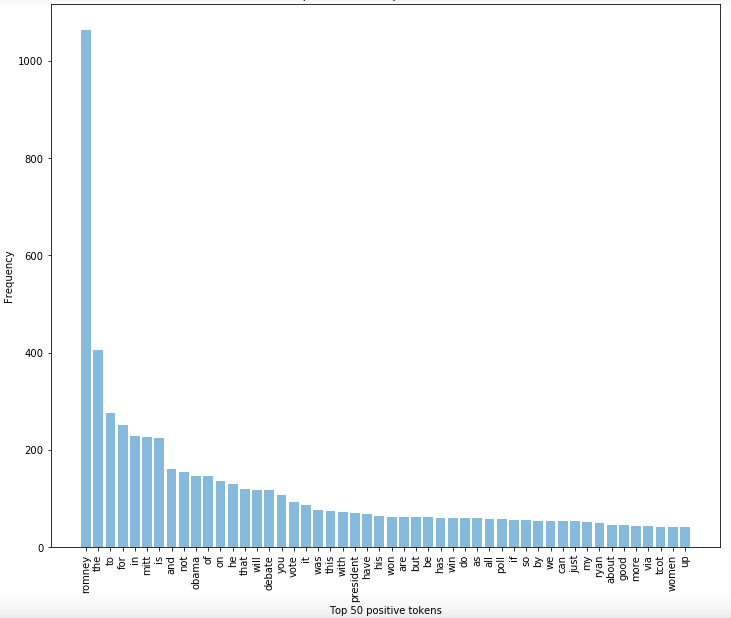 1000
800
600
400
200
0
Frequency
romney
the
to
for
in
mitt
is
and
not
obama
of
on
he
that
will
debate
you
vote
it
was
this
with
president
have
his
won
are
but
be
has
win
do
as
all
poll
if
so
by
we
can
just
my
ryan
about
good
more
via
tcot
women
up
Top 50 positive tokens